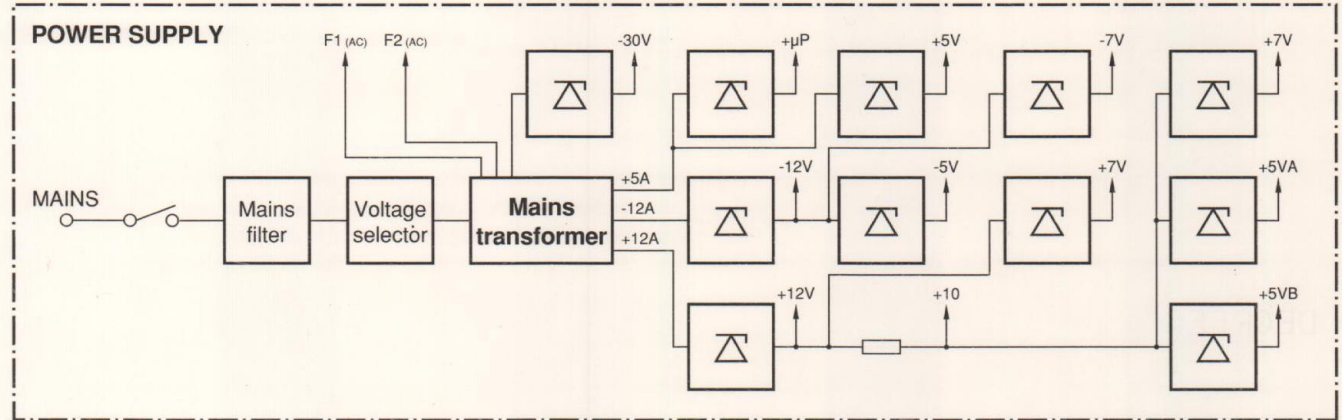 POWER SUPPLY
F1 (AC)
F2 (AC)
-30V
+µP
+5V
-7V
+7V
MAINS
Mains
filter
Voltage
selector
Mains
transformer
+5A
-12A
+12A
-12V
-5V
+7V
+5VA
+12V
+10
+5VB